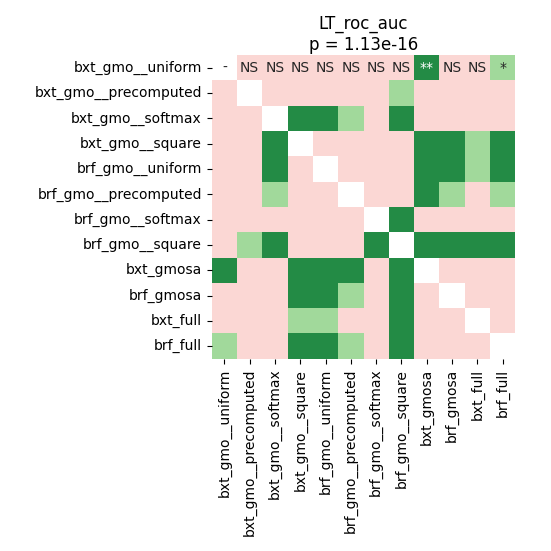 LT_roc_auc
p = 1.13e-16
bxt_gmo__uniform - NS NS NS NS NS NS NS ** NS NS *
bxt_gmo__precomputed
bxt_gmo__softmax
bxt_gmo__square
brf_gmo__uniform
brf_gmo__precomputed
brf_gmo__softmax
brf_gmo__square
bxt_gmosa
brf_gmosa
bxt_full
brf_full
bxt_gmo__uniform
bxt_gmo__precomputed
bxt_gmo__softmax
bxt_gmo__square
brf_gmo__uniform
brf_gmo__precomputed
brf_gmo__softmax
brf_gmo__square
bxt_gmosa
brf_gmosa
bxt_full
brf_full